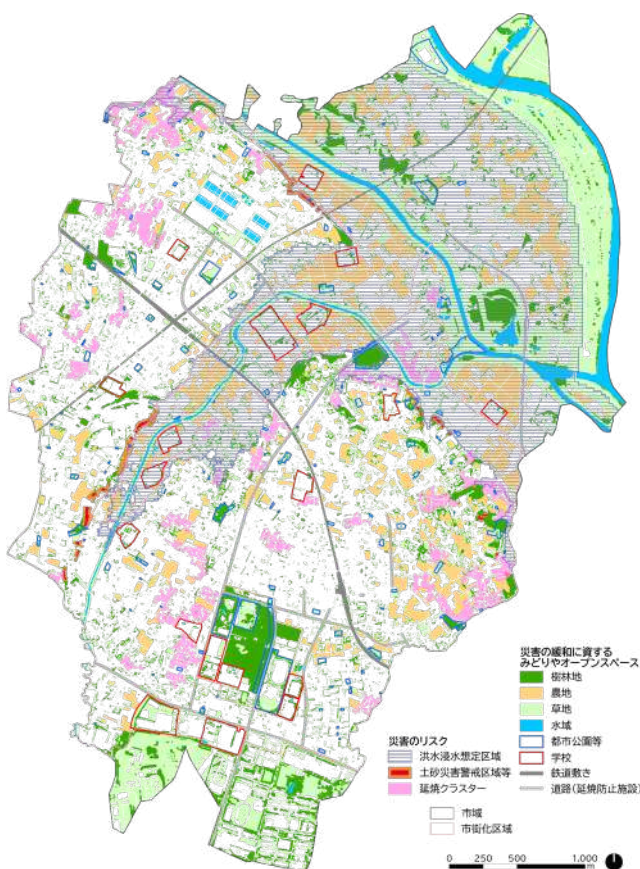 災害の緩和に資する
みどりやオープンスペース
樹林地
農地
草地
水域
都市公園等
学校
鉄道敷き
道路(延焼防止施設)
災害のリスク
洪水浸水想定区域
土砂災害警戒区域等
延焼クラスター
市域
市街化区域
0 250 500 1,000
m